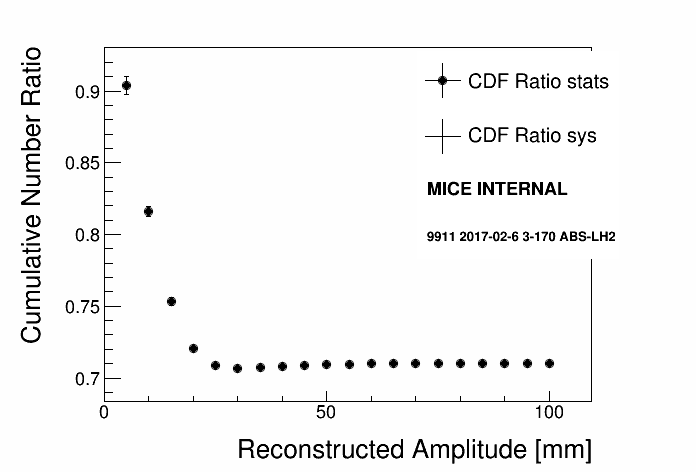 Cumulative Number Ratio
0.9
0.85
0.8
0.75
0.7
CDF Ratio stats
CDF Ratio sys
MICE INTERNAL
9911 2017-02-6 3-170 ABS-LH2
0 50 100
Reconstructed Amplitude [mm]